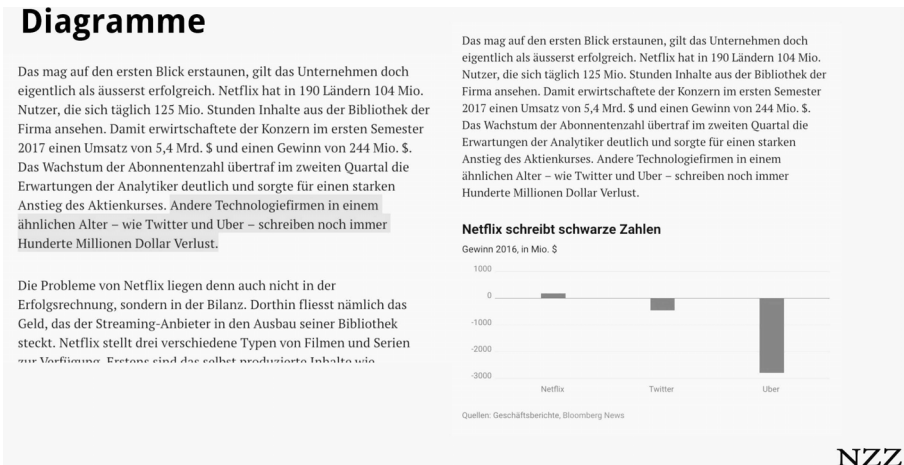 Diagramme
Das mag auf den ersten Blick erstaunen, gilt das Unternehmen doch
eigentlich als äusserst erfolgreich. Netflix hat in 190 Ländern 104 Mio.
Nutzer, die sich täglich 125 Mio. Stunden Inhalte aus der Bibliothek der
Firma ansehen. Damit erwirtschaftete der Konzern im ersten Semester
2017 einen Umsatz von 5,4 Mrd. $ und einen Gewinn von 244 Mio. $.
Das Wachstum der Abonnentenzahl übertraf im zweiten Quartal die
Erwartungen der Analytiker deutlich und sorgte für einen starken
Anstieg des Aktienkurses. Andere Technologiefirmen in einem
ähnlichen Alter – wie Twitter und Uber – schreiben noch immer
Hunderte Millionen Dollar Verlust.
Die Probleme von Netflix liegen denn auch nicht in der
Erfolgsrechnung, sondern in der Bilanz. Dorthin fliesst nämlich das
Geld, das der Streaming-Anbieter in den Ausbau seiner Bibliothek
steckt. Netflix stellt drei verschiedene Typen von Filmen und Serien
zur Verfügung. Erstens sind das selbst produzierte Inhalte wie
Das mag auf den ersten Blick erstaunen, gilt das Unternehmen doch
eigentlich als äusserst erfolgreich. Netflix hat in 190 Ländern 104 Mio.
Nutzer, die sich täglich 125 Mio. Stunden Inhalte aus der Bibliothek der
Firma ansehen. Damit erwirtschaftete der Konzern im ersten Semester
2017 einen Umsatz von 5,4 Mrd. $ und einen Gewinn von 244 Mio. $.
Das Wachstum der Abonnentenzahl übertraf im zweiten Quartal die
Erwartungen der Analytiker deutlich und sorgte für einen starken
Anstieg des Aktienkurses. Andere Technologiefirmen in einem
ähnlichen Alter – wie Twitter und Uber – schreiben noch immer
Hunderte Millionen Dollar Verlust.
Netflix schreibt schwarze Zahlen
Gewinn 2016, in Mio. $
1000
0
-1000
-2000
-3000
Netflix Twitter Uber
Quellen: Geschäftsberichte, Bloomberg News
NZZ